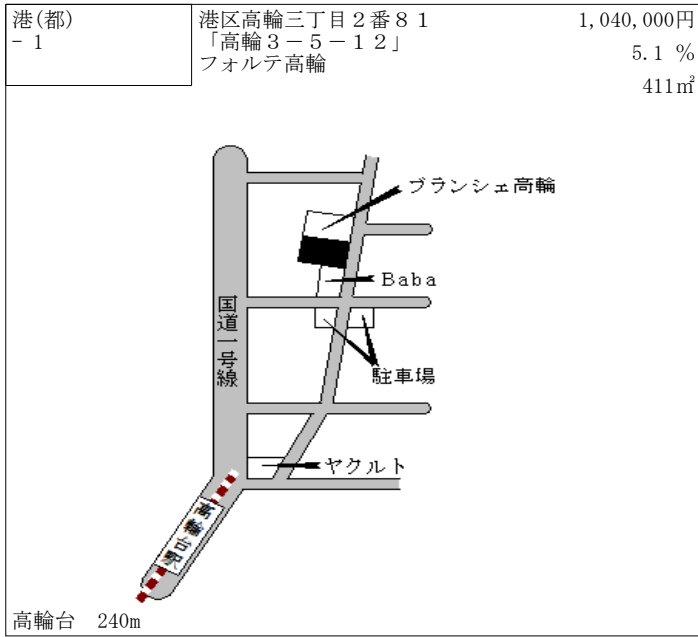 港(都)
－1
港区高輪三丁目２番８１
「高輪３－５－１２」
フォルテ高輪
1,040,000円
5.1 %
411㎡
ブランシェ高輪
Baba
国道一号線
駐車場
ヤクルト
高輪台駅
高輪台　240m